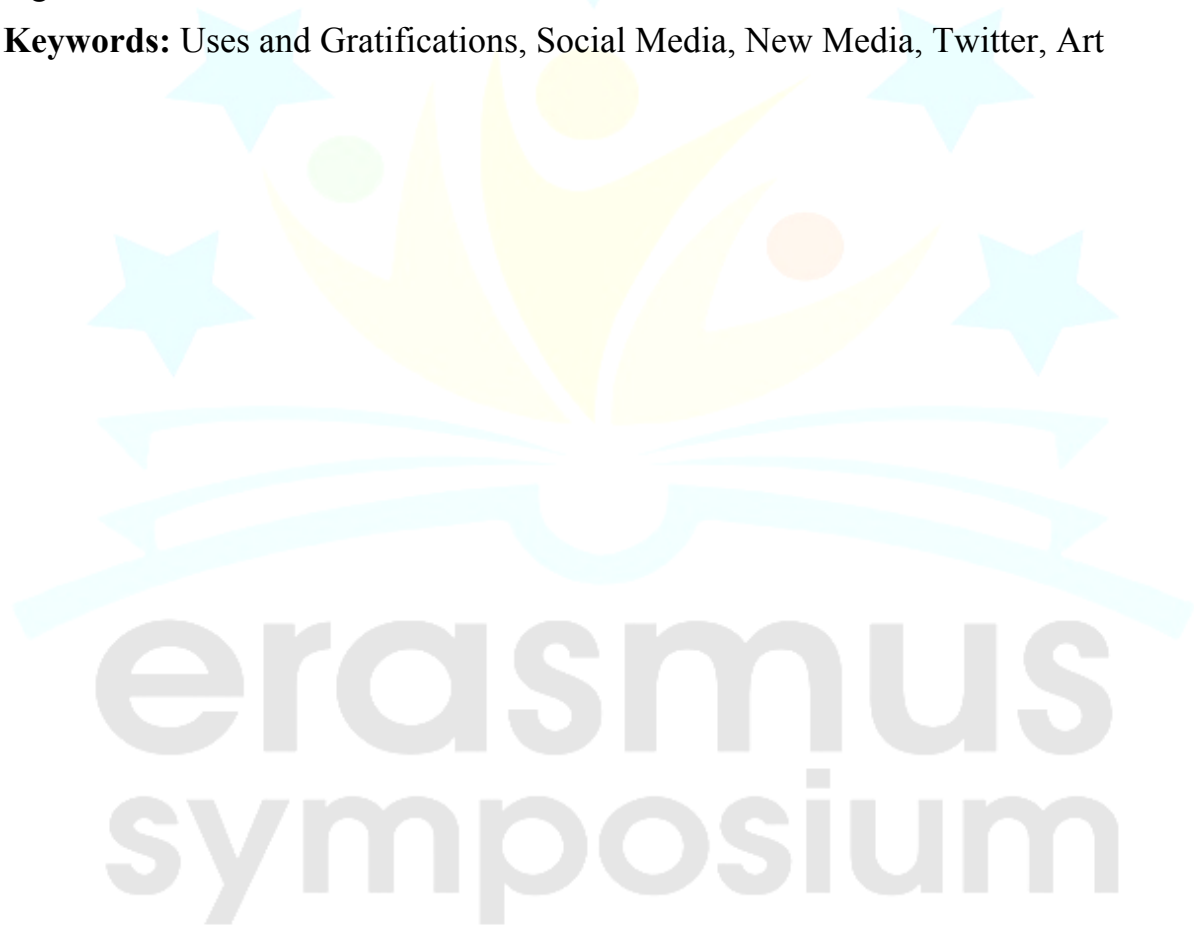 Keywords: Uses and Gratifications, Social Media, New Media, Twitter, Art
erasmus
symposium